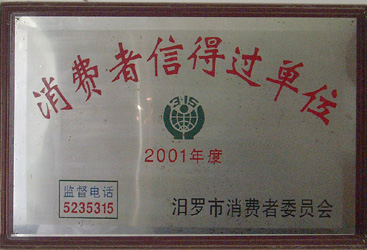 消费者信得过单位
315
2001年度
监督电话
5235315
汨罗市消费者委员会